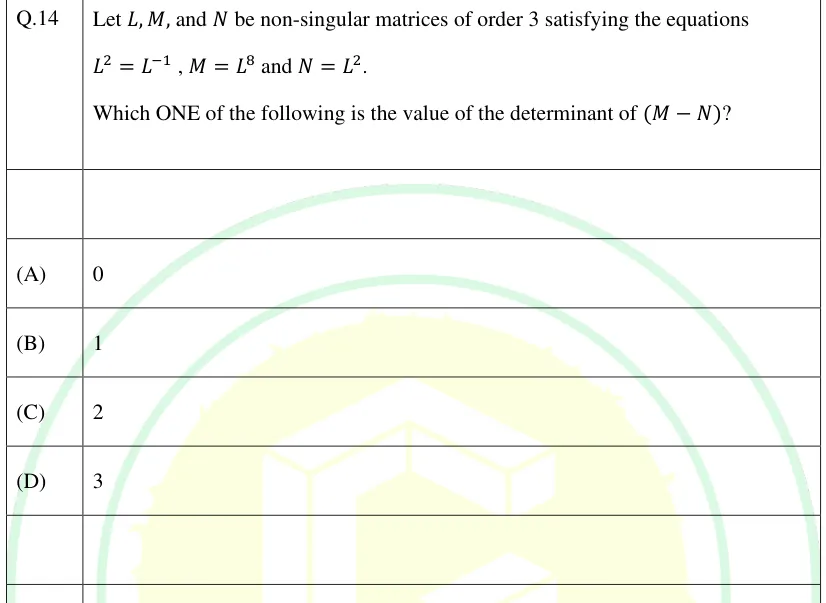 Q.14 Let L, M, and N be non-singular matrices of order 3 satisfying the equations
L² = L⁻¹ , M = L⁸ and N = L².
Which ONE of the following is the value of the determinant of (M − N)?
(A) 0
(B) 1
(C) 2
(D) 3